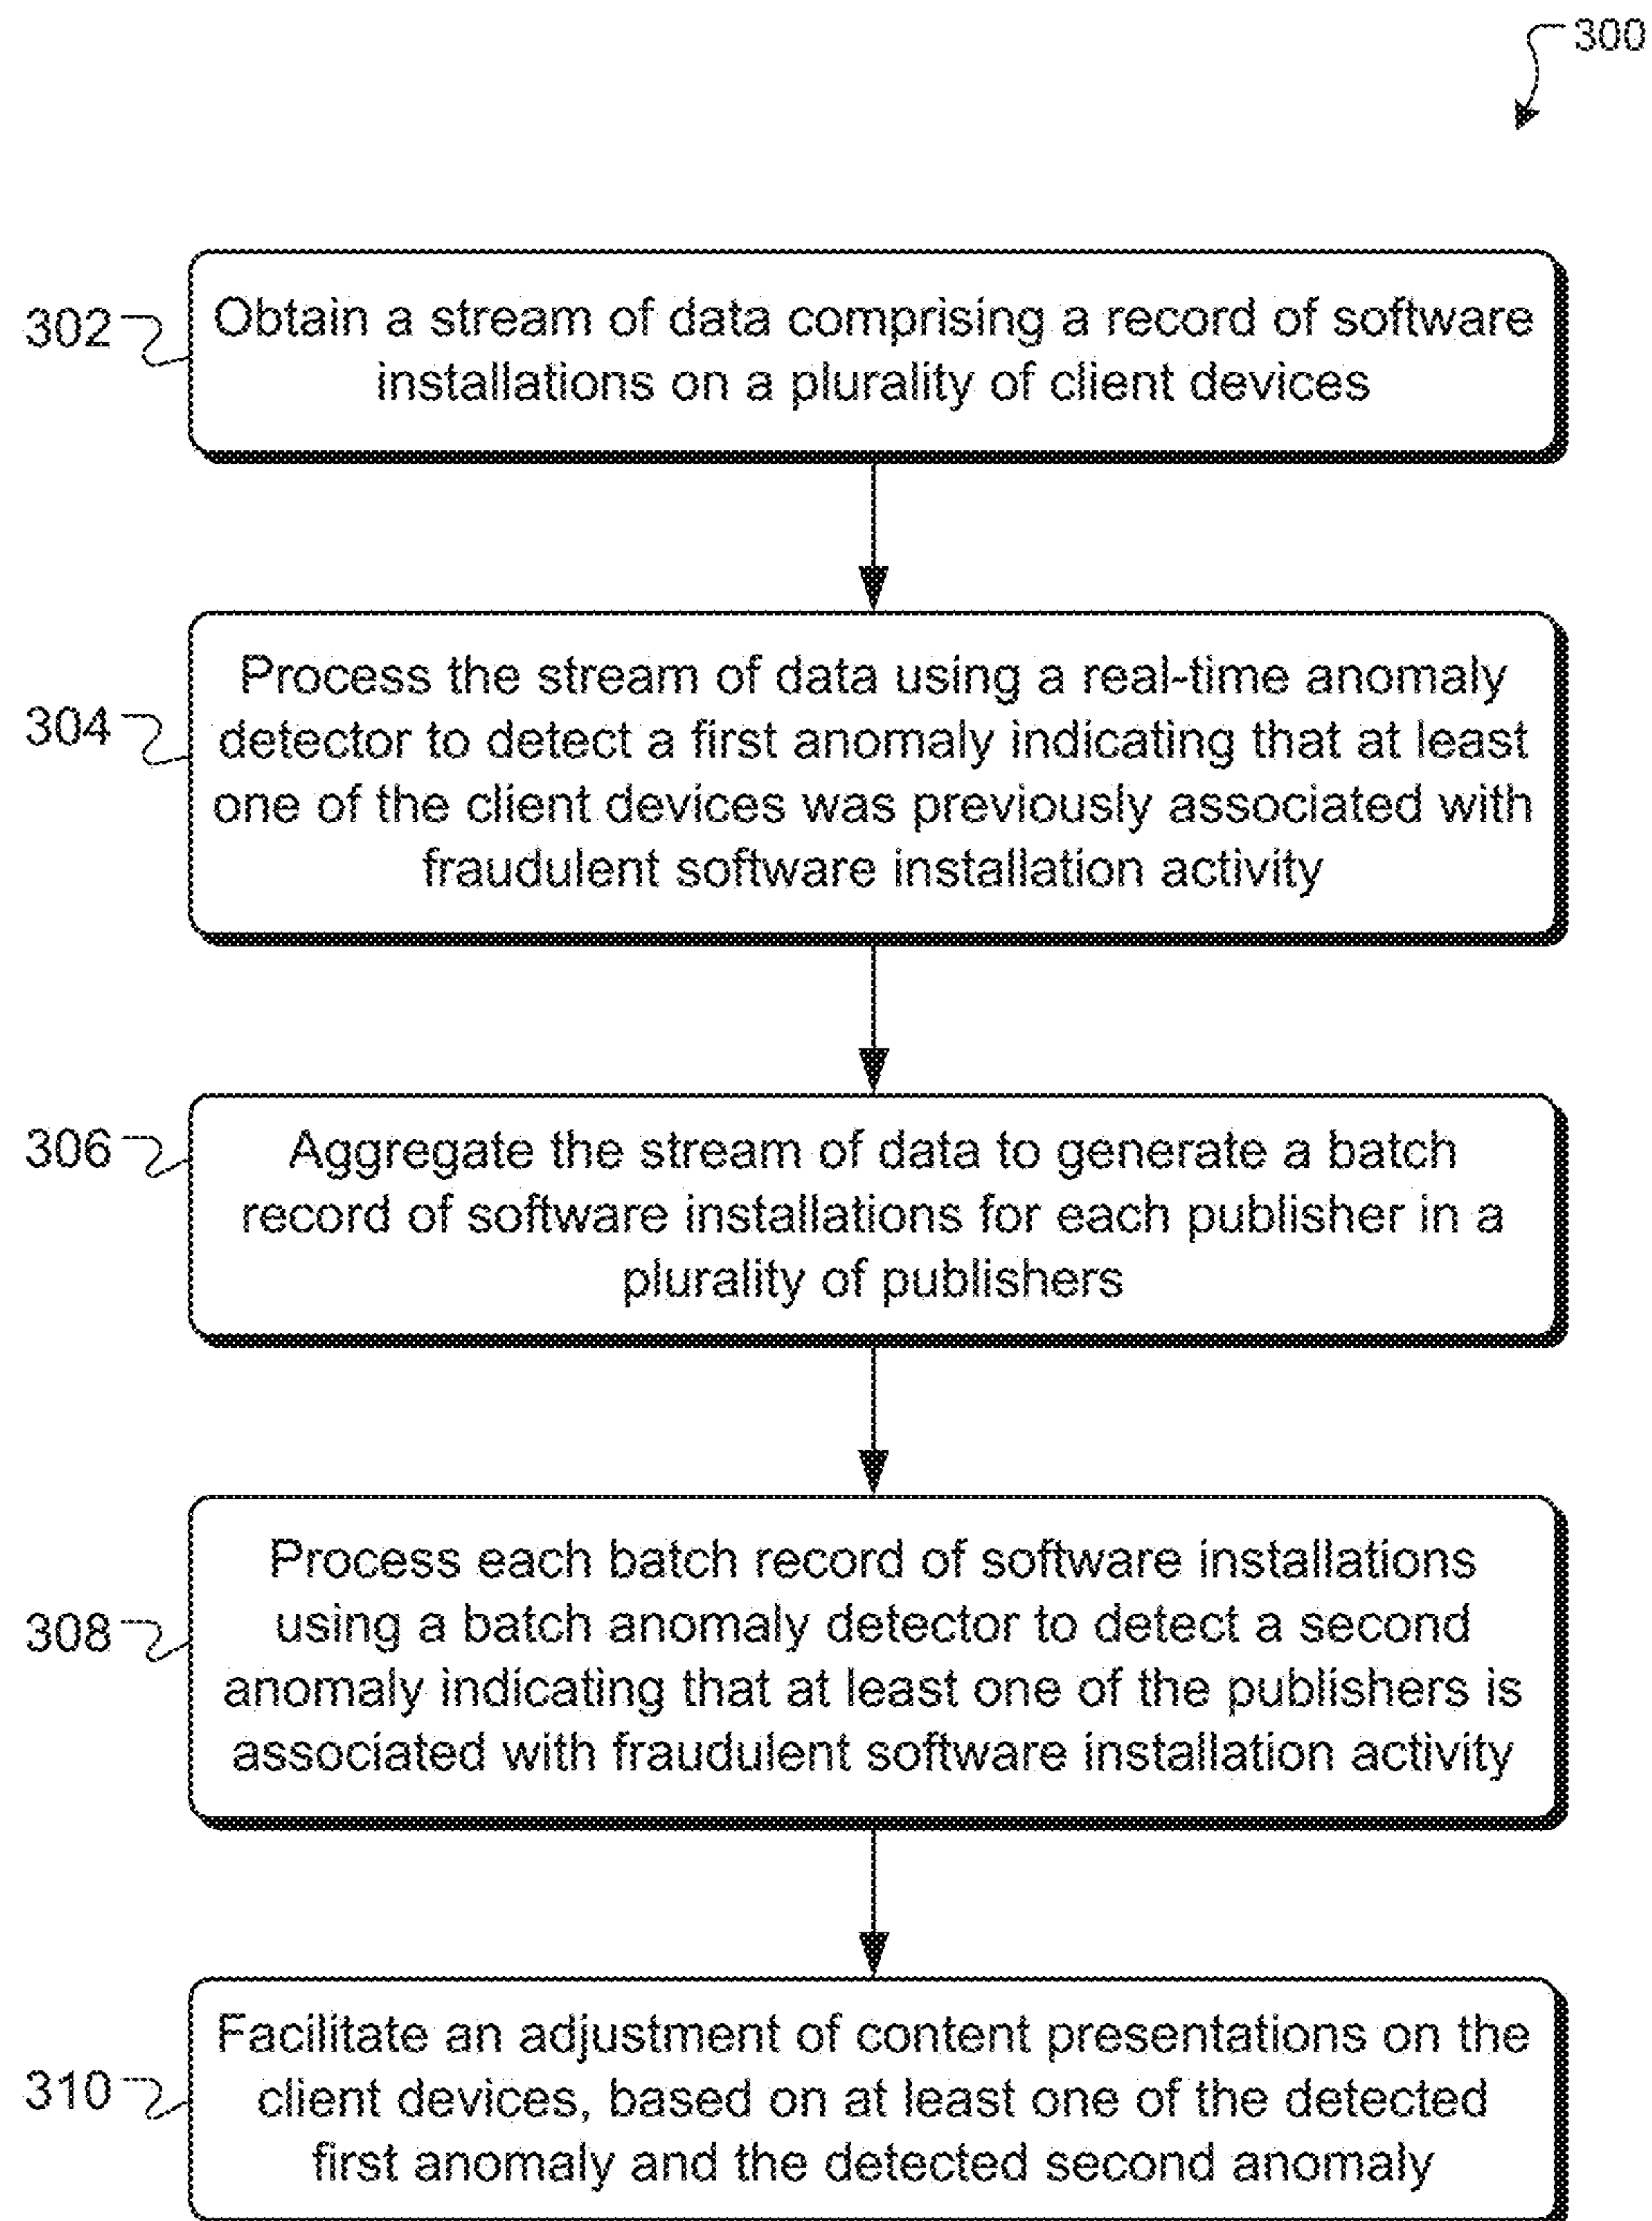 300
302
Obtain a stream of data comprising a record of software
installations on a plurality of client devices
304
Process the stream of data using a real-time anomaly
detector to detect a first anomaly indicating that at least
one of the client devices was previously associated with
fraudulent software installation activity
306
Aggregate the stream of data to generate a batch
record of software installations for each publisher in a
plurality of publishers
308
Process each batch record of software installations
using a batch anomaly detector to detect a second
anomaly indicating that at least one of the publishers is
associated with fraudulent software installation activity
310
Facilitate an adjustment of content presentations on the
client devices, based on at least one of the detected
first anomaly and the detected second anomaly